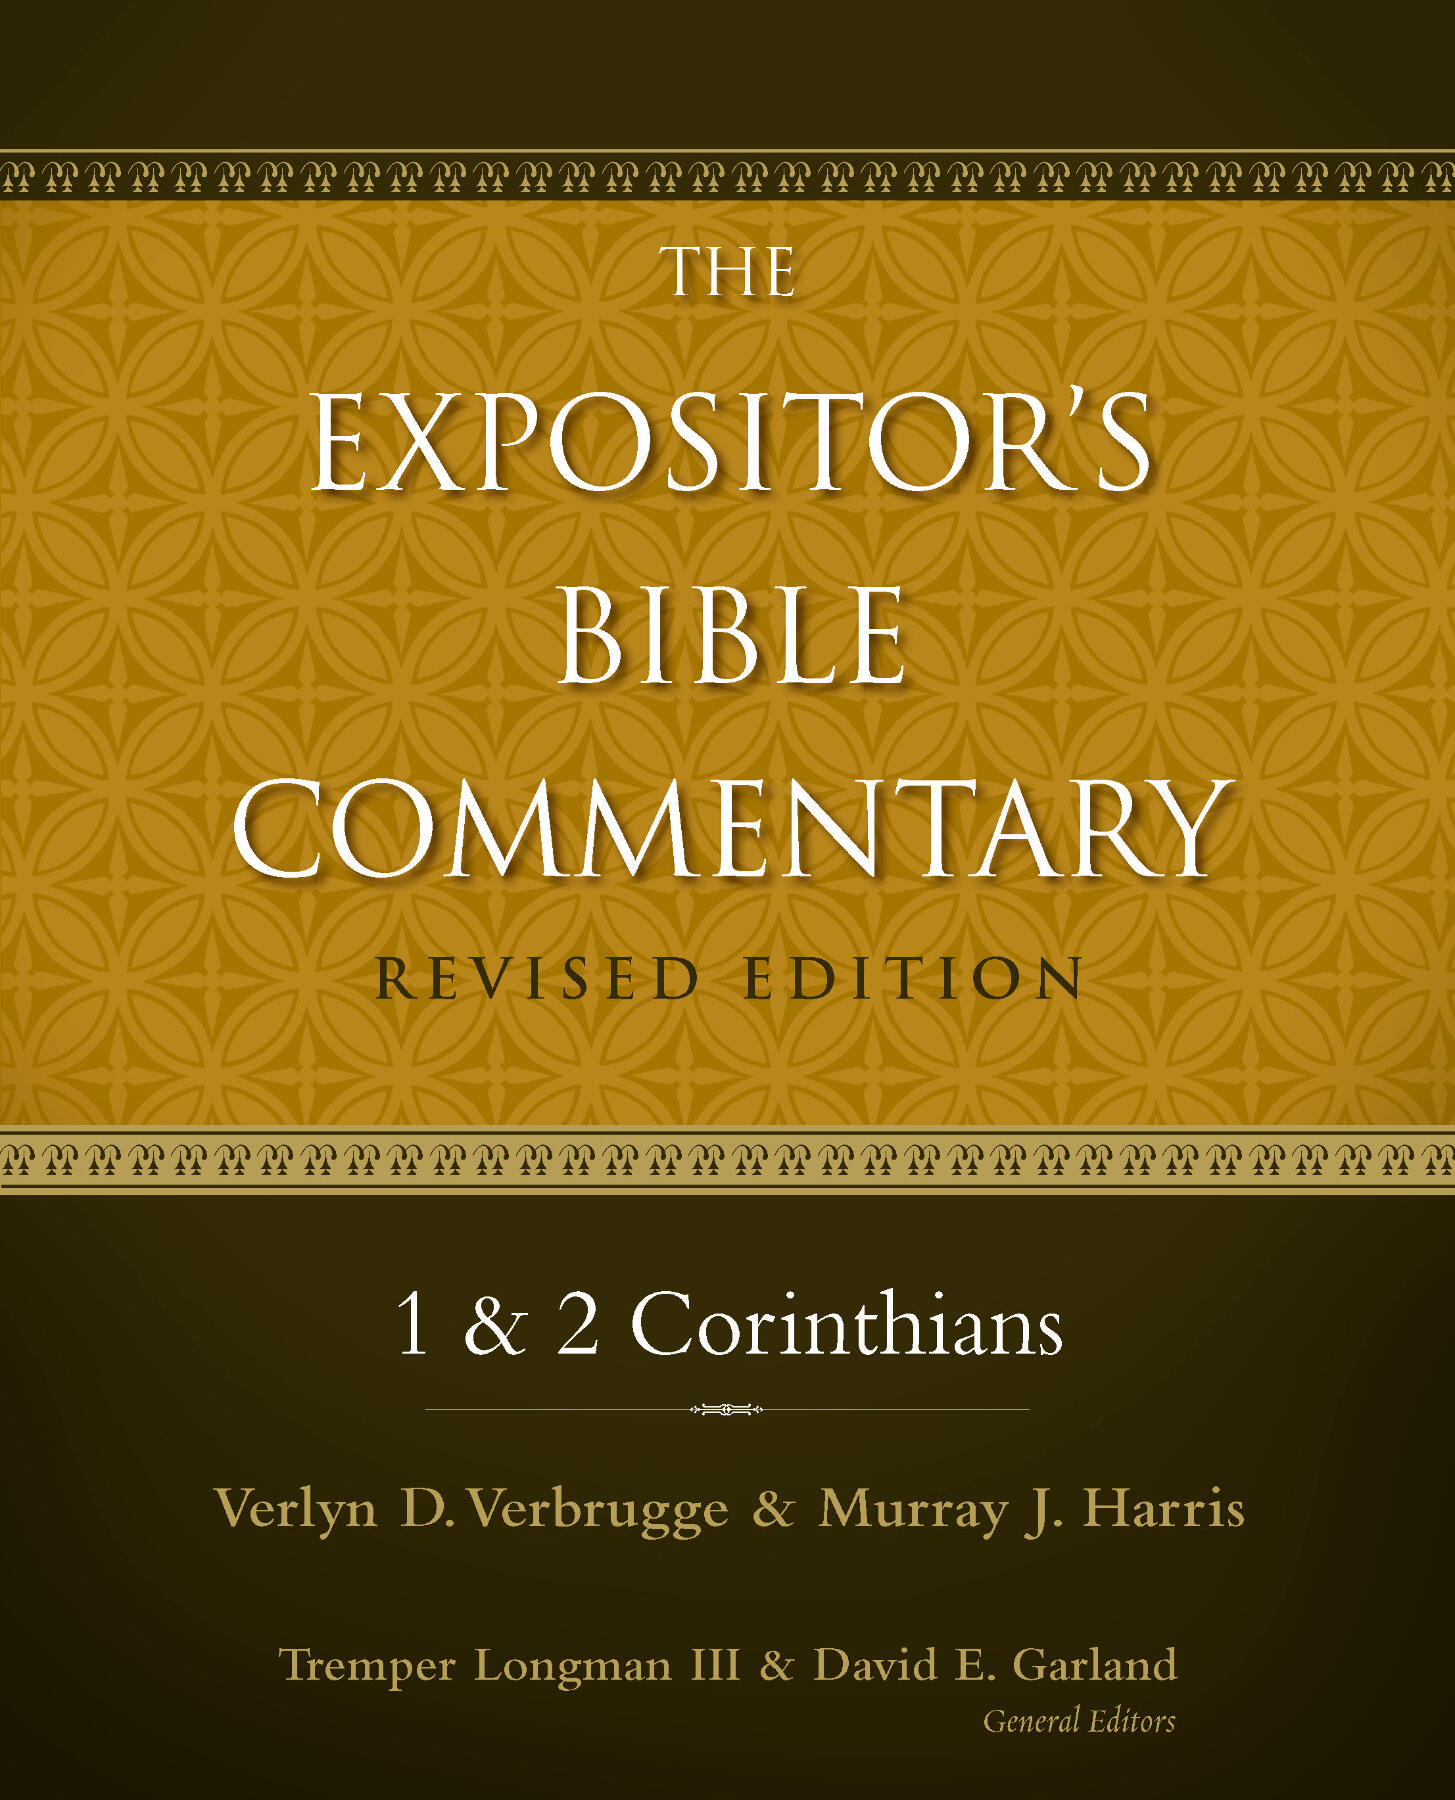 THE
EXPOSITOR’S
BIBLE
COMMENTARY
REVISED EDITION
1 & 2 Corinthians
Verlyn D. Verbrugge & Murray J. Harris
Tremper Longman III & David E. Garland
General Editors